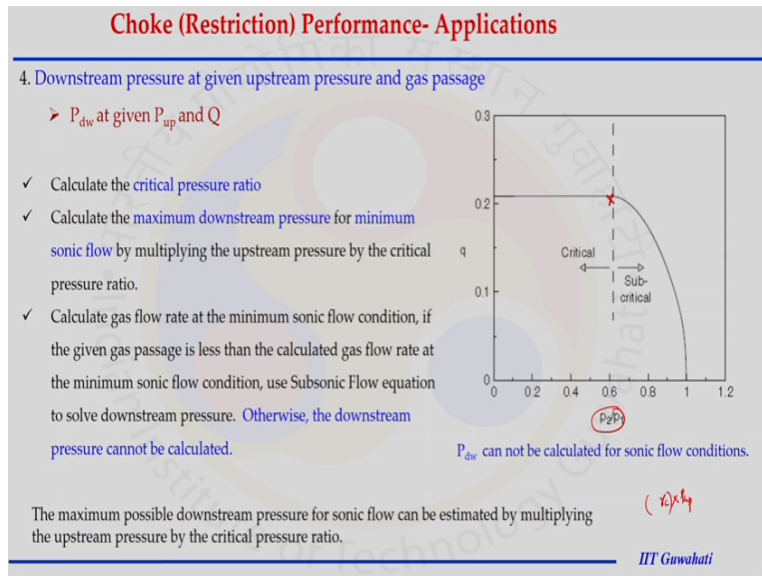 Choke (Restriction) Performance- Applications
4. Downstream pressure at given upstream pressure and gas passage
➤ Pdw at given Pup and Q
✓ Calculate the critical pressure ratio
✓ Calculate the maximum downstream pressure for minimum
sonic flow by multiplying the upstream pressure by the critical
pressure ratio.
✓ Calculate gas flow rate at the minimum sonic flow condition, if
the given gas passage is less than the calculated gas flow rate at
the minimum sonic flow condition, use Subsonic Flow equation
to solve downstream pressure. Otherwise, the downstream
pressure cannot be calculated.
0.3
0.2
0.1
0
q
Critical
Sub-
critical
0 0.2 0.4 0.6 0.8 1 1.2
P2/P1
Pdw can not be calculated for sonic flow conditions.
The maximum possible downstream pressure for sonic flow can be estimated by multiplying
the upstream pressure by the critical pressure ratio.
IIT Guwahati